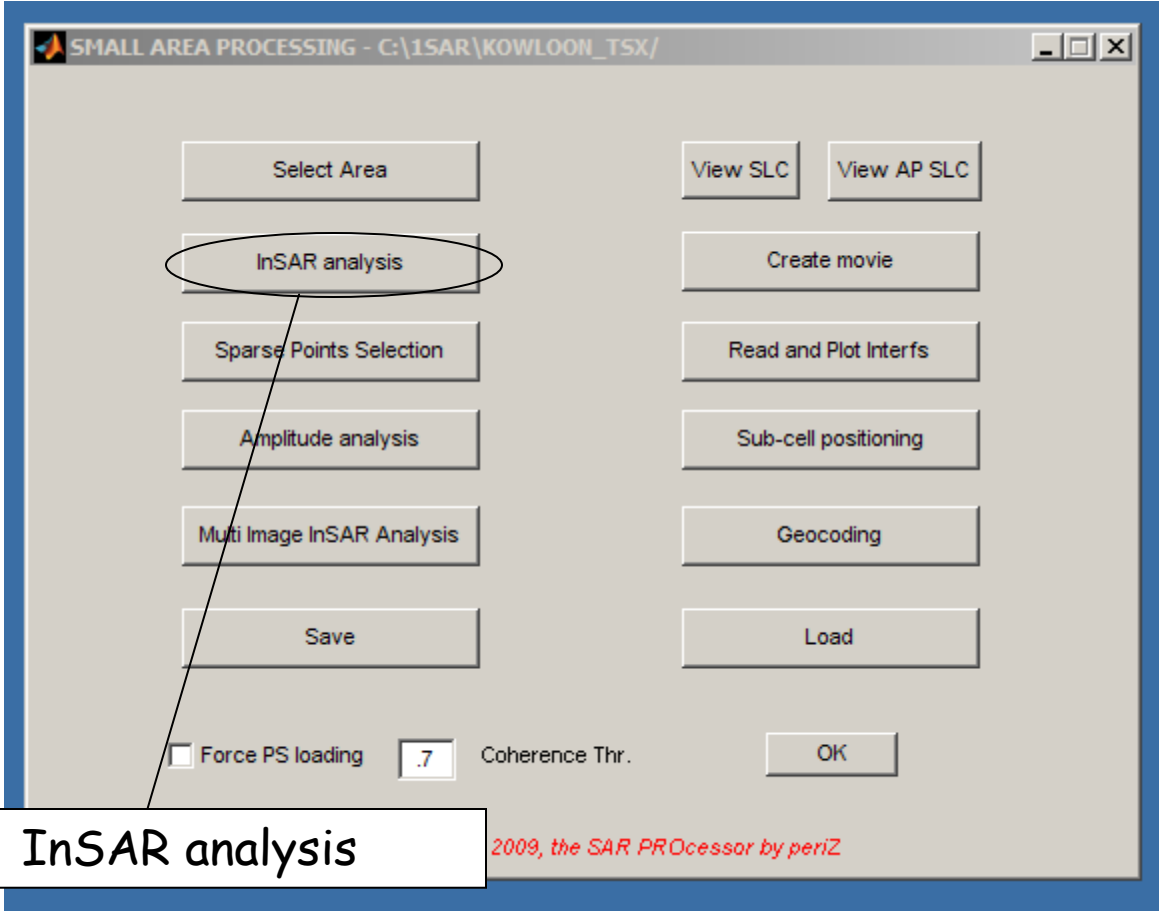 SMALL AREA PROCESSING - C:\1SAR\KOWLOON_TSX/
Select Area
View SLC
View AP SLC
InSAR analysis
Create movie
Sparse Points Selection
Read and Plot Interfs
Amplitude analysis
Sub-cell positioning
Multi Image InSAR Analysis
Geocoding
Save
Load
Force PS loading
.7
Coherence Thr.
OK
InSAR analysis
2009, the SAR PROcessor by periZ